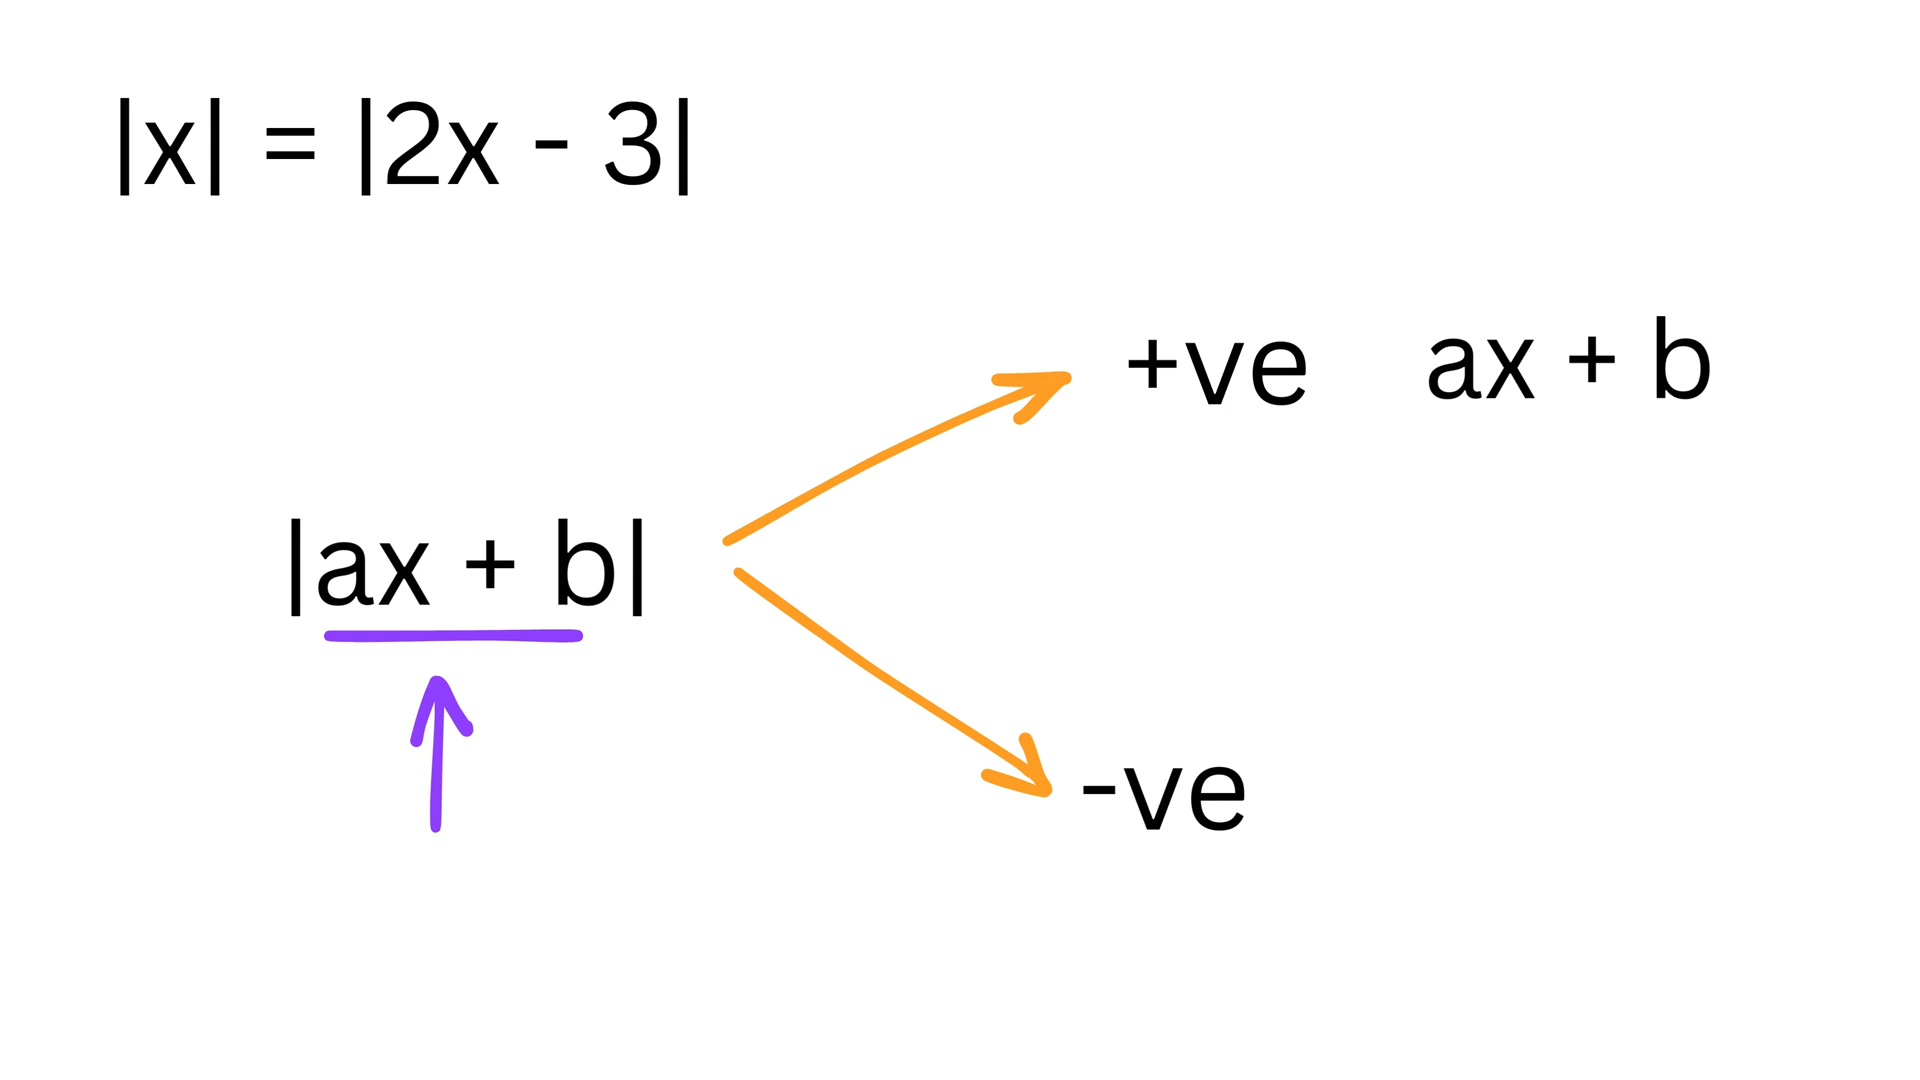 |x| = |2x - 3|
+ve ax + b
|ax + b|
-ve